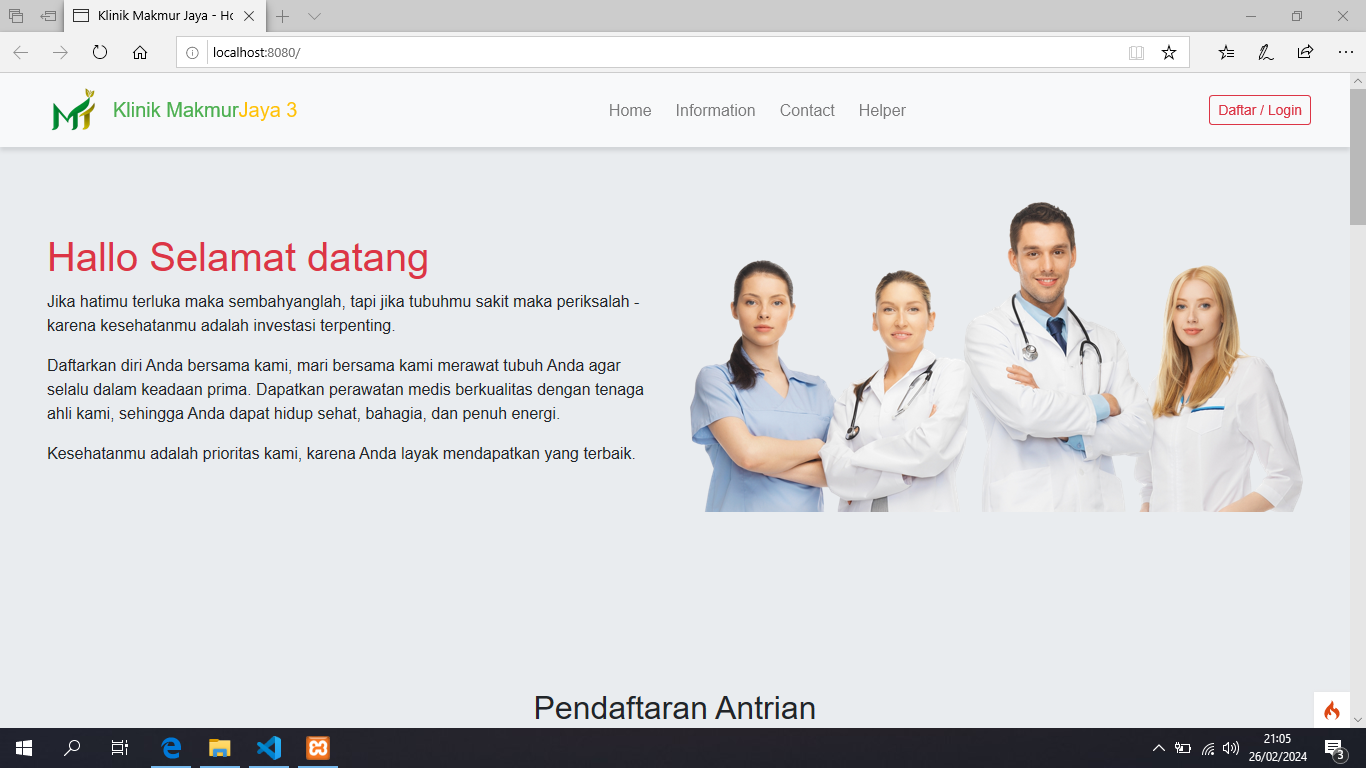 Klinik Makmur Jaya - Ho
localhost:8080/
MJ
Klinik MakmurJaya 3
Home
Information
Contact
Helper
Daftar / Login
Hallo Selamat datang
Jika hatimu terluka maka sembahyanglah, tapi jika tubuhmu sakit maka periksalah -
karena kesehatanmu adalah investasi terpenting.
Daftarkan diri Anda bersama kami, mari bersama kami merawat tubuh Anda agar
selalu dalam keadaan prima. Dapatkan perawatan medis berkualitas dengan tenaga
ahli kami, sehingga Anda dapat hidup sehat, bahagia, dan penuh energi.
Kesehatanmu adalah prioritas kami, karena Anda layak mendapatkan yang terbaik.
Pendaftaran Antrian
21:05
26/02/2024
3